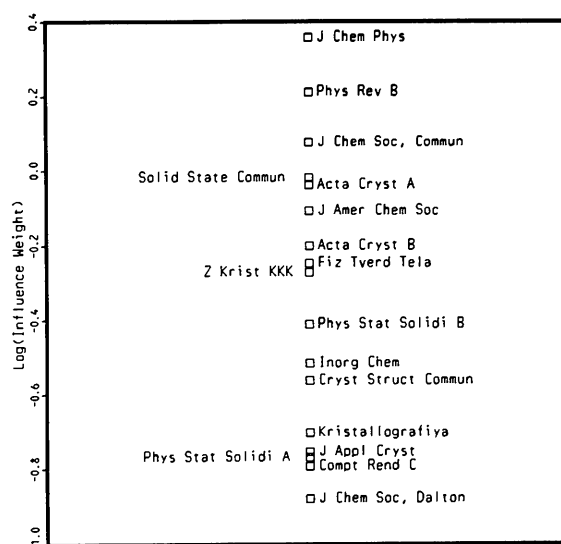 0.4
J Chem Phys
0.2
Phys Rev B
J Chem Soc, Commun
0.0
Solid State Commun
Acta Cryst A
J Amer Chem Soc
-0.2
Acta Cryst B
Fiz Tverd Tela
Z Krist KKK
Log(Influence Weight)
-0.4
Phys Stat Solidi B
Inorg Chem
Cryst Struct Commun
-0.6
Kristallografiya
J Appl Cryst
Phys Stat Solidi A
Compt Rend C
-0.8
J Chem Soc, Dalton
1.0